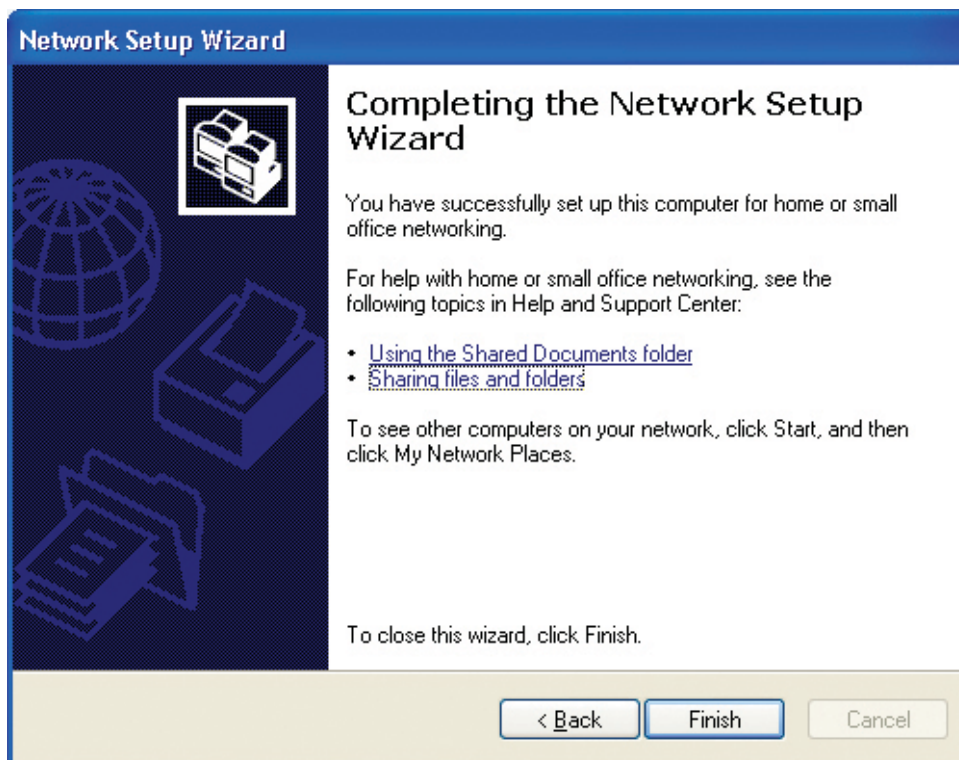 Network Setup Wizard
Completing the Network Setup
Wizard
You have successfully set up this computer for home or small
office networking.
For help with home or small office networking, see the
following topics in Help and Support Center:
• Using the Shared Documents folder
• Sharing files and folders
To see other computers on your network, click Start, and then
click My Network Places.
To close this wizard, click Finish.
< Back
Finish
Cancel